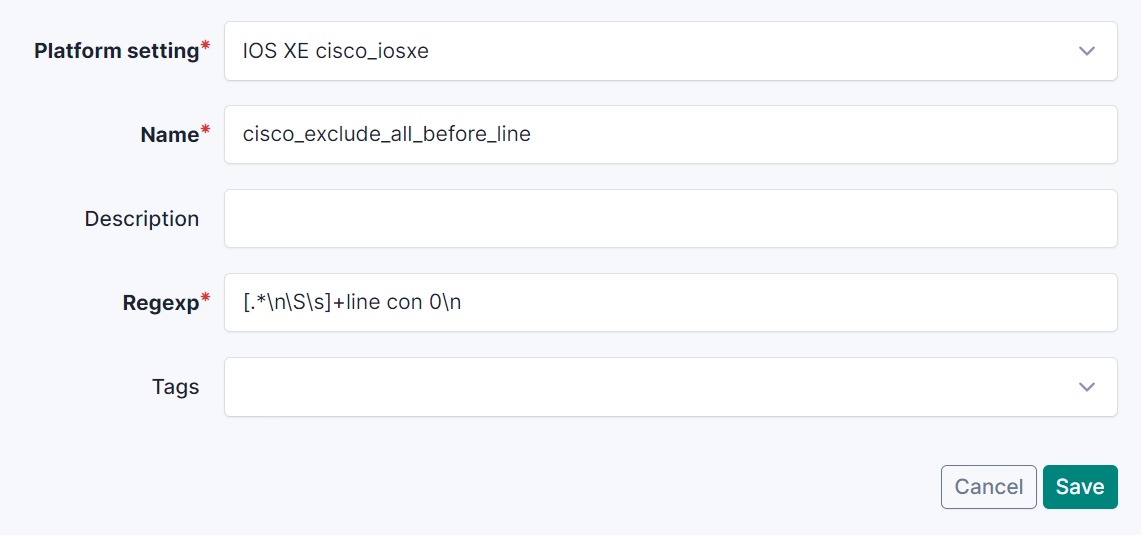 Platform setting*
IOS XE cisco_iosxe
Name*
cisco_exclude_all_before_line
Description
Regexp*
[.*\n\S\s]+line con 0\n
Tags
Cancel
Save